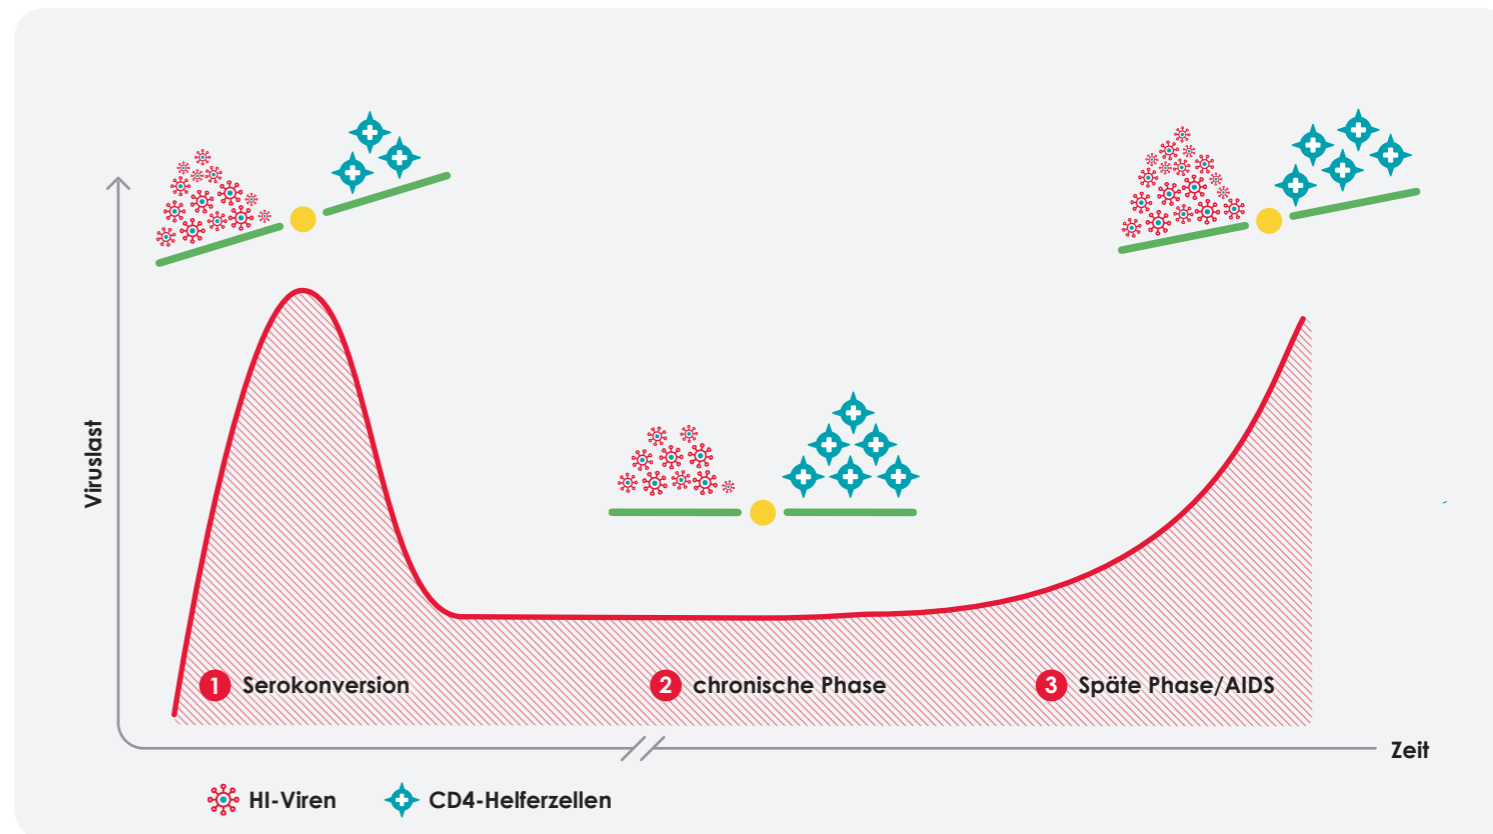 Viruslast
1 Serokonversion
2 chronische Phase
3 Späte Phase/AIDS
Zeit
HI-Viren
CD4-Helferzellen